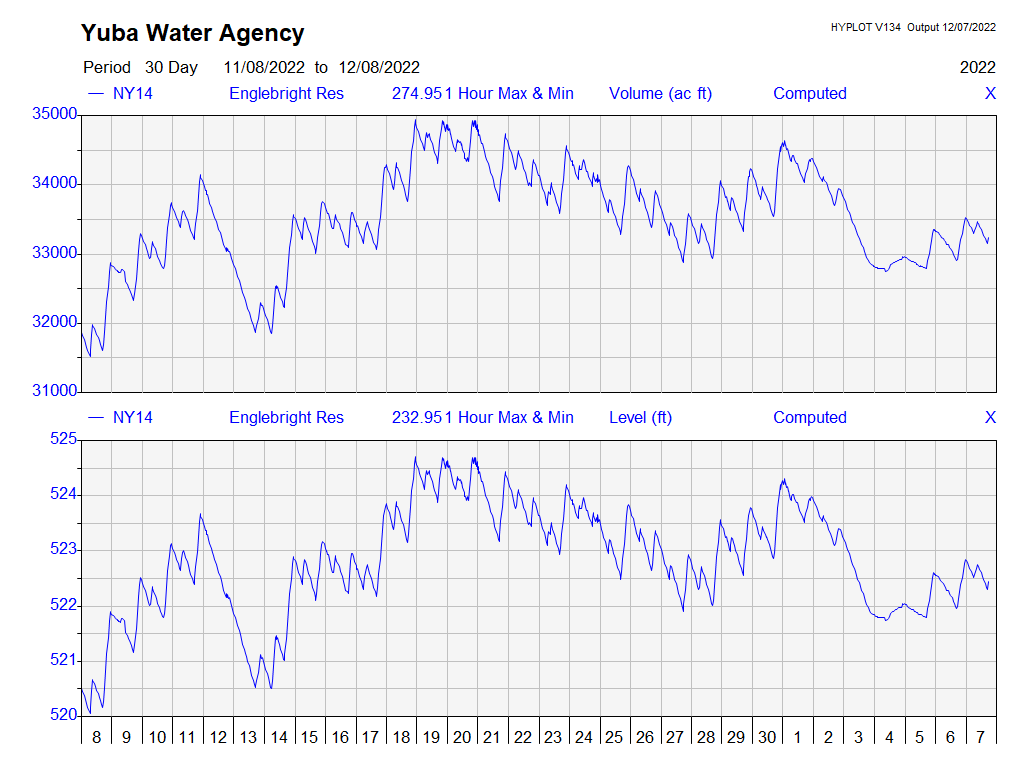 Yuba Water Agency
HYPLOT V134 Output 12/07/2022
Period 30 Day 11/08/2022 to 12/08/2022 2022
— NY14 Englebright Res 274.951 Hour Max & Min Volume (ac ft) Computed X
35000
34000
33000
32000
31000
— NY14 Englebright Res 232.951 Hour Max & Min Level (ft) Computed X
525
524
523
522
521
520
8 9 10 11 12 13 14 15 16 17 18 19 20 21 22 23 24 25 26 27 28 29 30 1 2 3 4 5 6 7